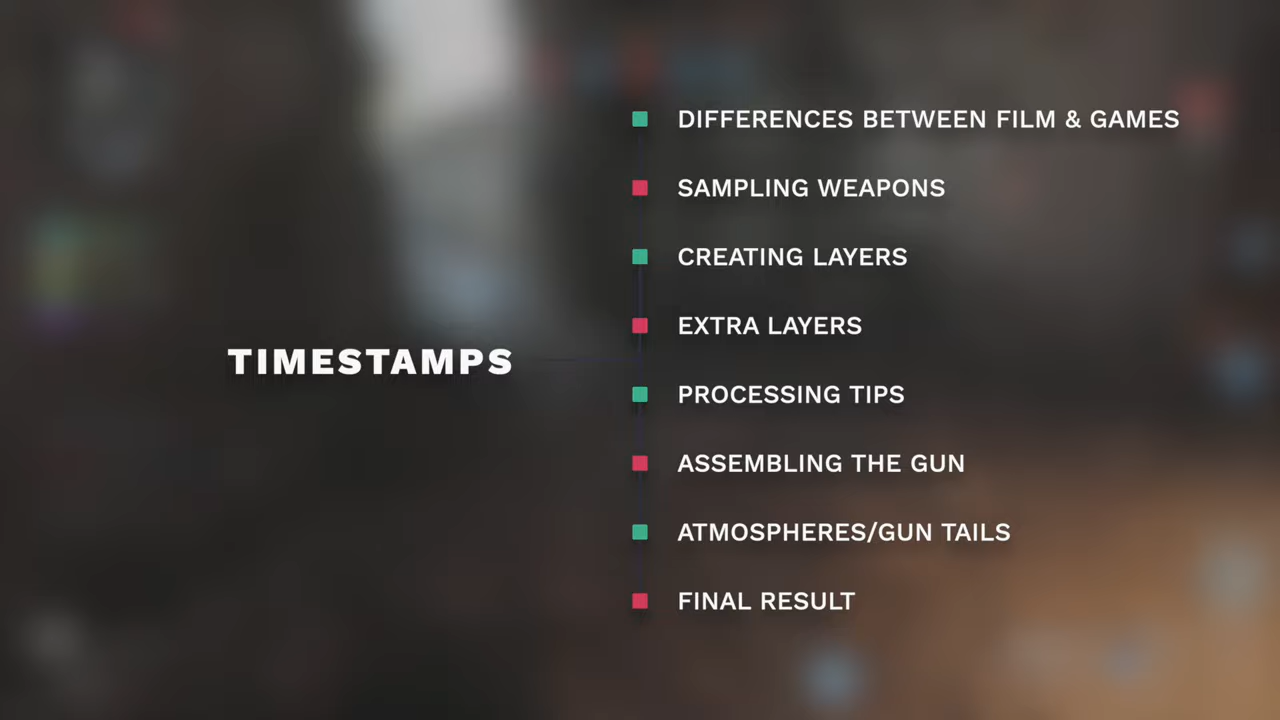 TIMESTAMPS
DIFFERENCES BETWEEN FILM & GAMES
SAMPLING WEAPONS
CREATING LAYERS
EXTRA LAYERS
PROCESSING TIPS
ASSEMBLING THE GUN
ATMOSPHERES/GUN TAILS
FINAL RESULT